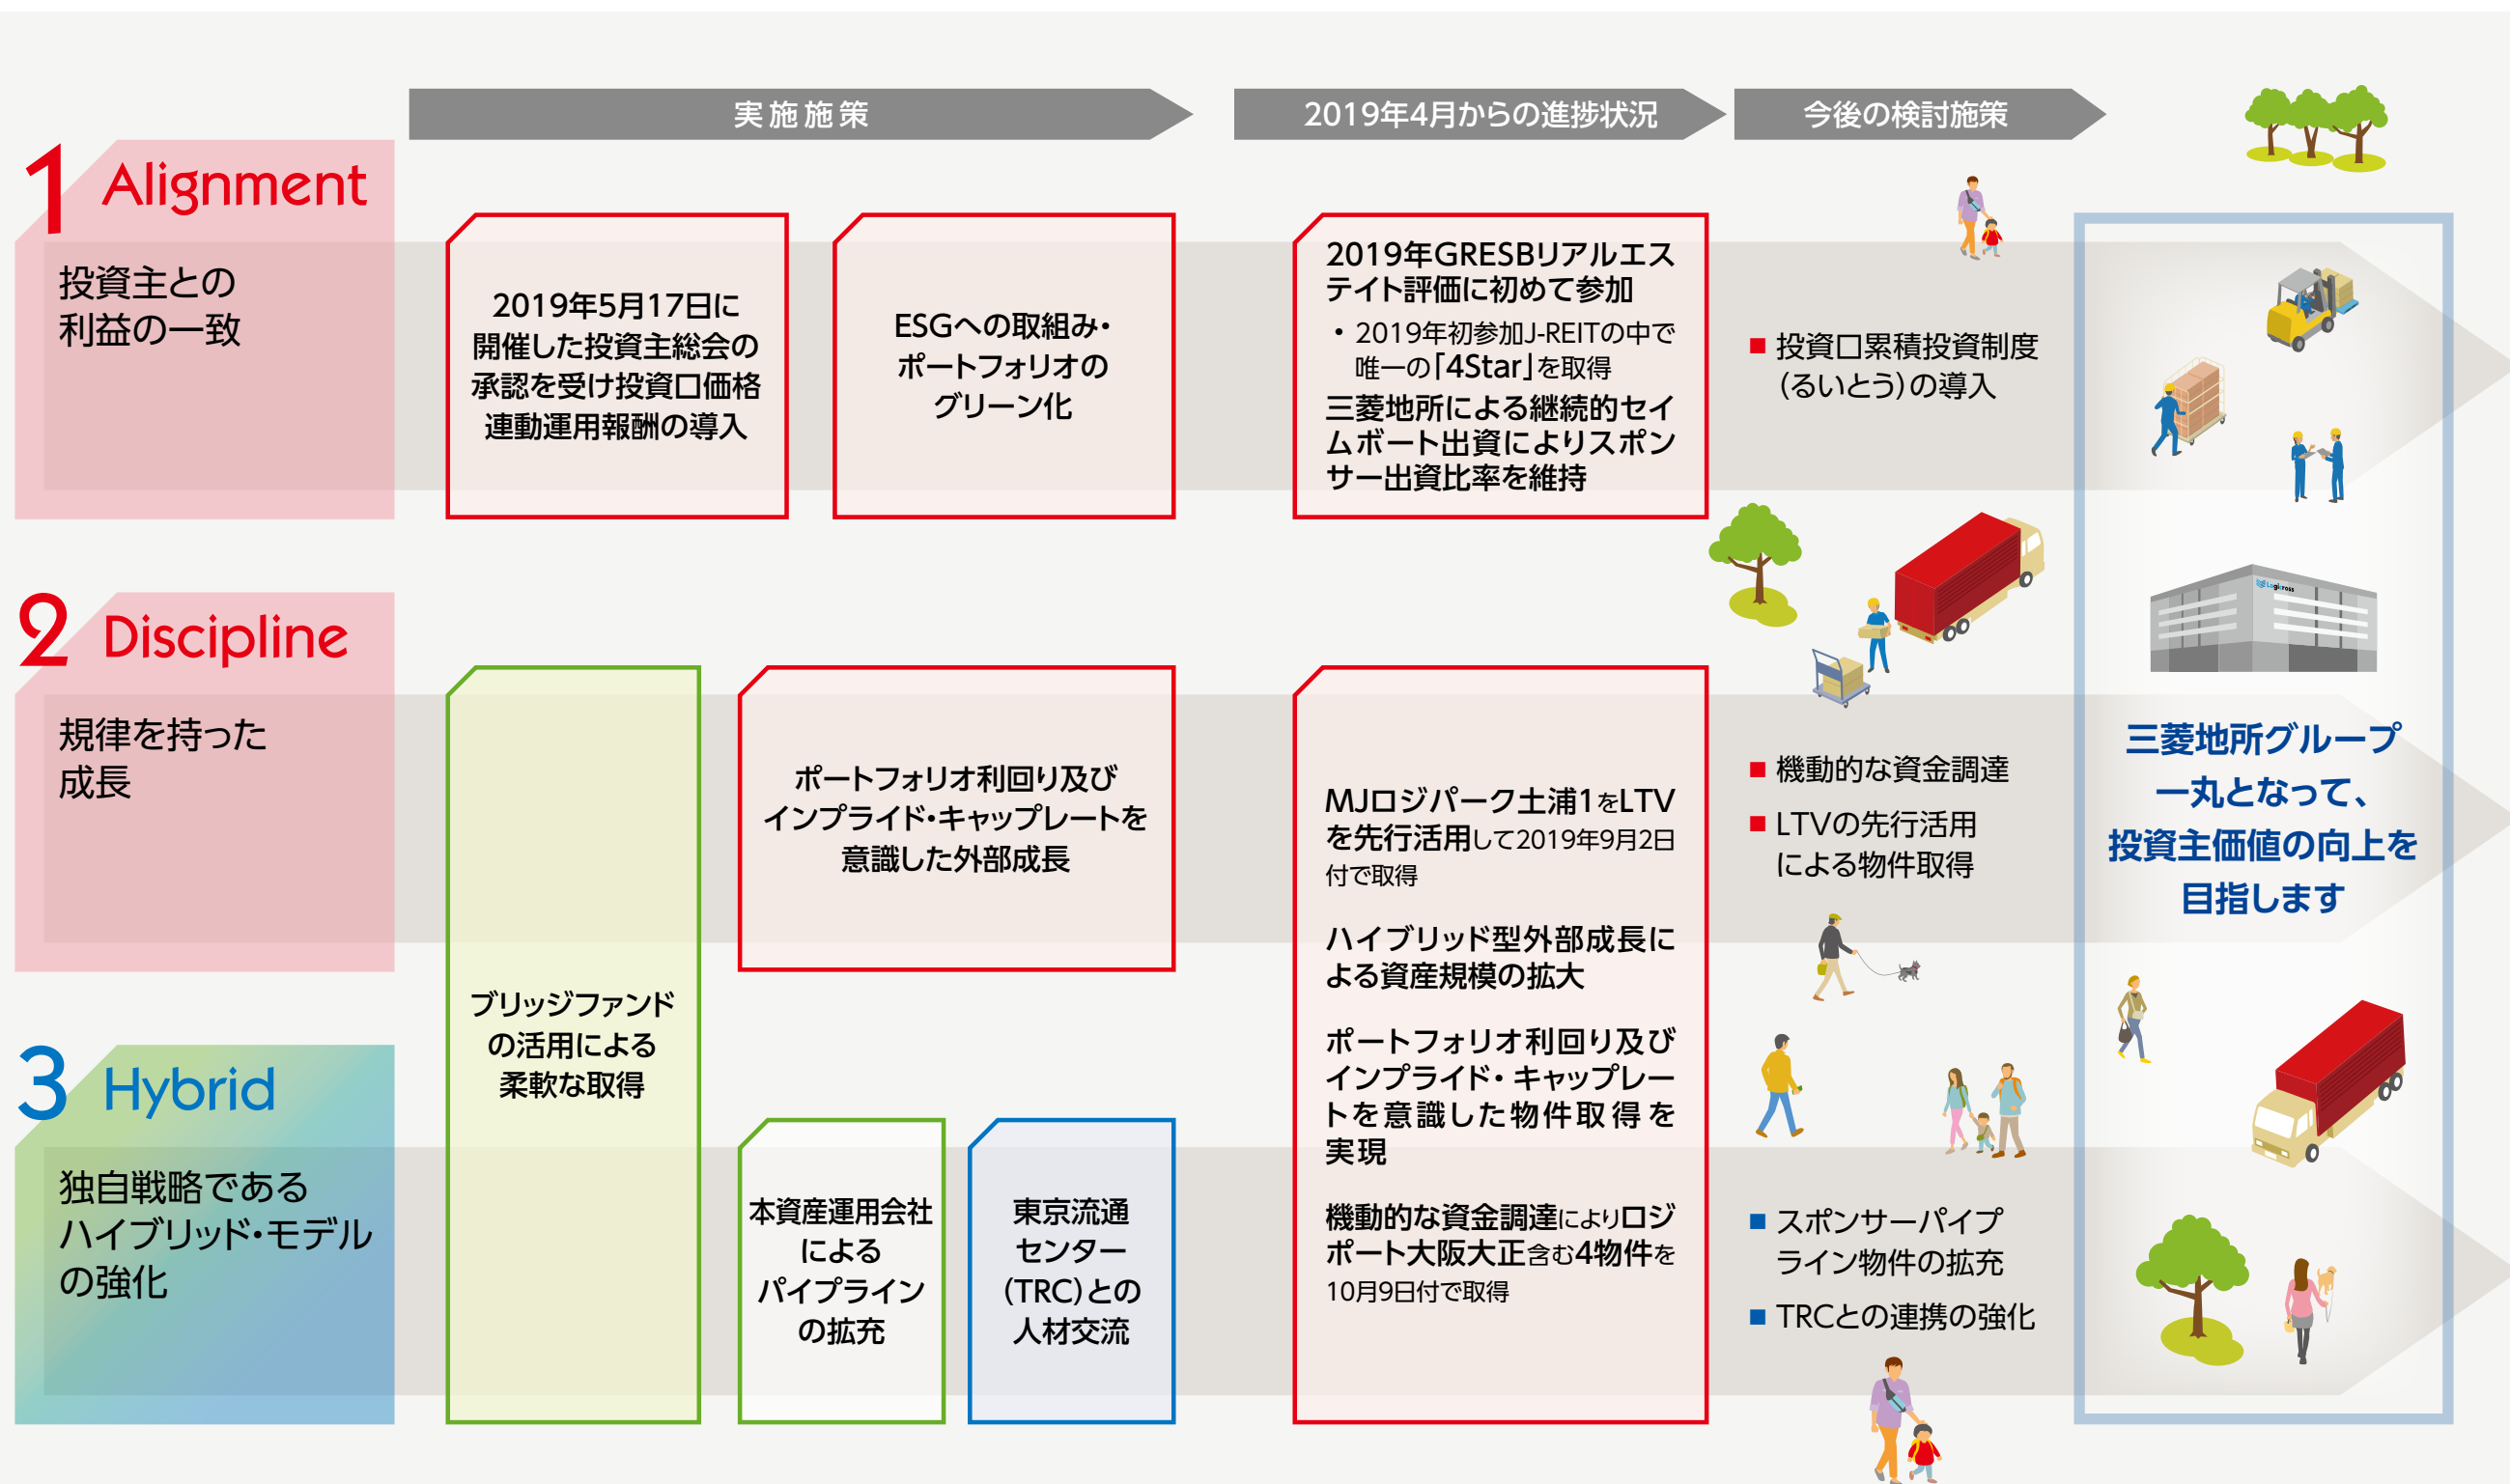 実施施策
2019年4月からの進捗状況
今後の検討施策
1 Alignment
投資主との
利益の一致
2019年5月17日に
開催した投資主総会の
承認を受け投資口価格
連動運用報酬の導入
ESGへの取組み・
ポートフォリオの
グリーン化
2019年GRESBリアルエス
テイト評価に初めて参加
・2019年初参加J-REITの中で
唯一の「4Star」を取得
三菱地所による継続的セイ
ムボート出資によりスポン
サー出資比率を維持
■ 投資口累積投資制度
（るいとう）の導入
2 Discipline
規律を持った
成長
ブリッジファンド
の活用による
柔軟な取得
ポートフォリオ利回り及び
インプライド・キャップレートを
意識した外部成長
MJロジパーク土浦1をLTV
を先行活用して2019年9月2日
付で取得
ハイブリッド型外部成長に
よる資産規模の拡大
ポートフォリオ利回り及び
インプライド・キャップレー
トを意識した物件取得を
実現
機動的な資金調達によりロジ
ポート大阪大正含む4物件を
10月9日付で取得
■ 機動的な資金調達
■ LTVの先行活用
による物件取得
3 Hybrid
独自戦略である
ハイブリッド・モデル
の強化
本資産運用会社
による
パイプライン
の拡充
東京流通
センター
（TRC）との
人材交流
■ スポンサーパイプ
ライン物件の拡充
■ TRCとの連携の強化
Logicross
三菱地所グループ
一丸となって、
投資主価値の向上を
目指します